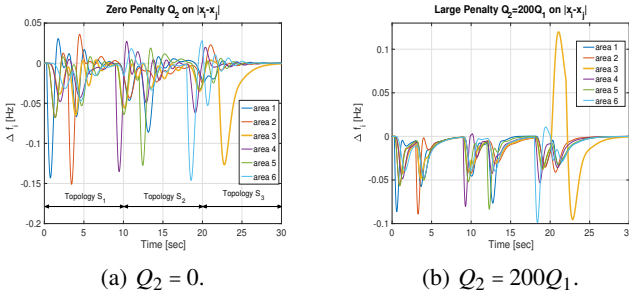 Zero Penalty Q2 on |xi-xj|
0.05
0
-0.05
-0.1
-0.15
-0.2
Δ fi [Hz]
area 1
area 2
area 3
area 4
area 5
area 6
Topology S1
Topology S2
Topology S3
0 5 10 15 20 25 30
Time [sec]
(a) Q2 = 0.
Large Penalty Q2=200Q1 on |xi-xj|
0.1
0.05
0
-0.05
-0.1
Δ fi [Hz]
area 1
area 2
area 3
area 4
area 5
area 6
0 5 10 15 20 25 30
Time [sec]
(b) Q2 = 200Q1.